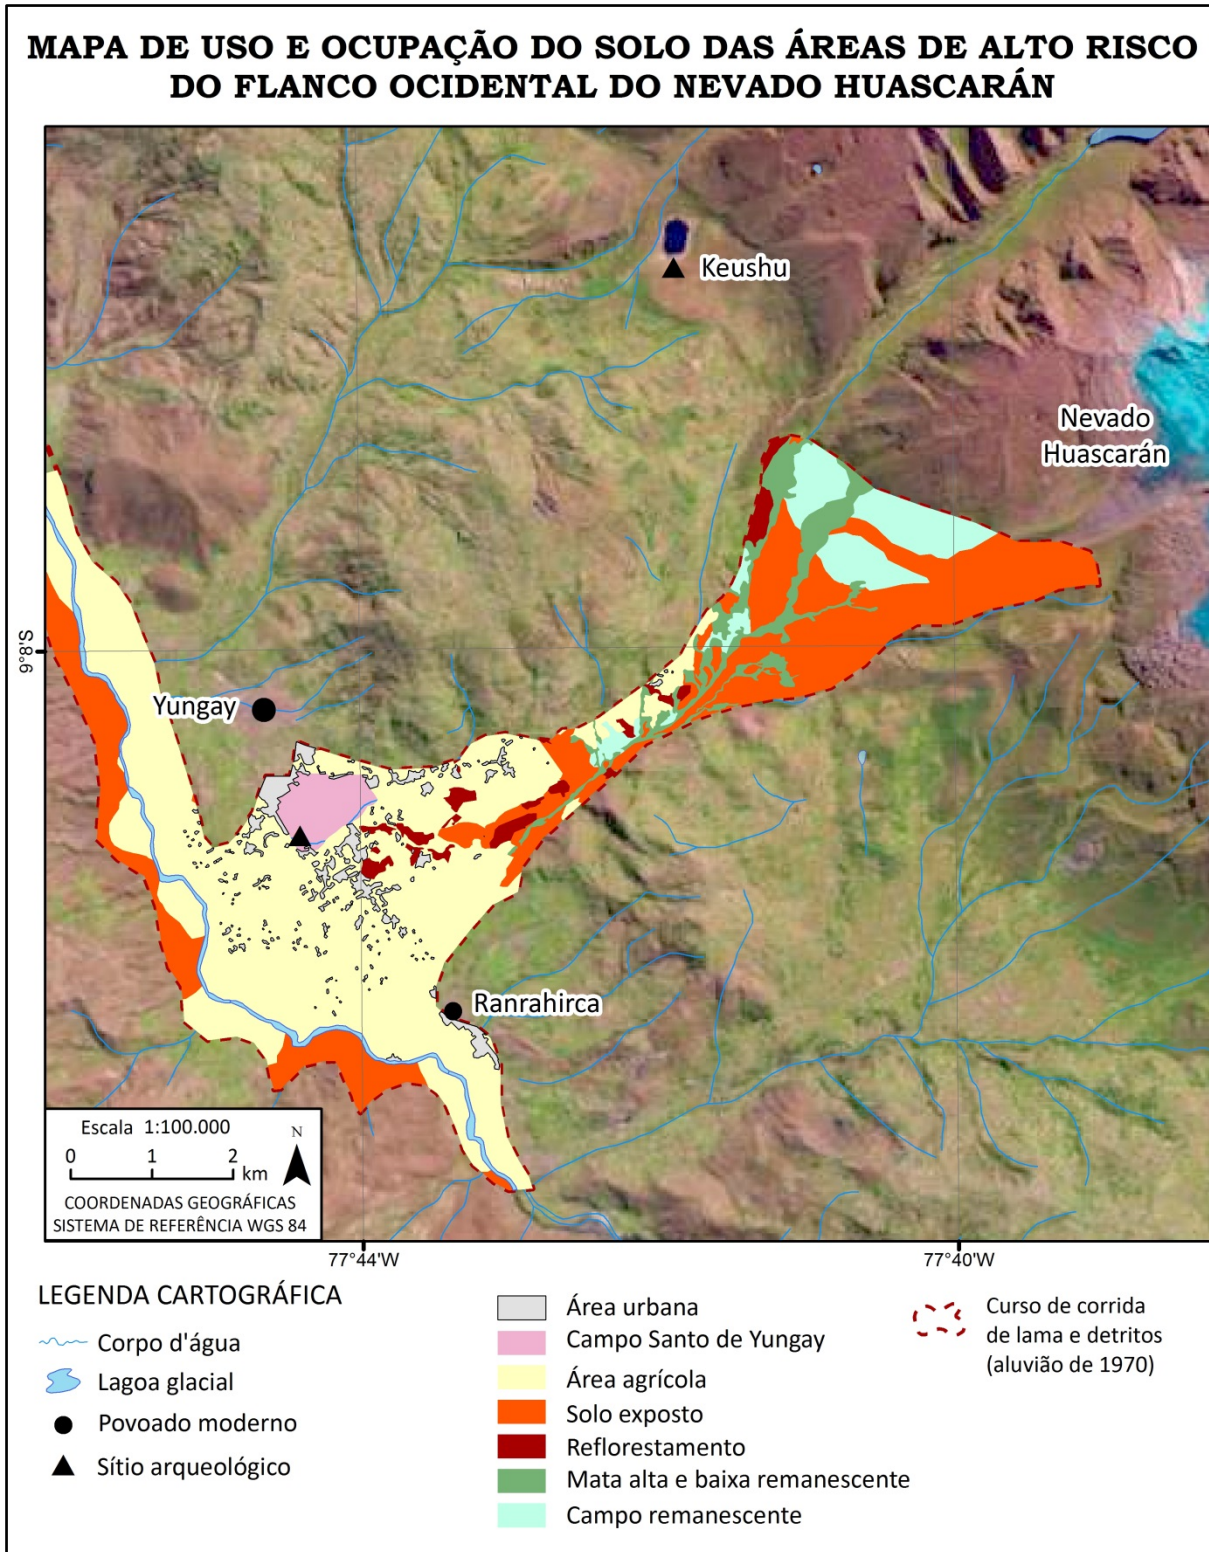 MAPA DE USO E OCUPAÇÃO DO SOLO DAS ÁREAS DE ALTO RISCO
DO FLANCO OCIDENTAL DO NEVADO HUASCARÁN
Keushu
Nevado
Huascarán
9°8'S
Yungay
Ranrahirca
Escala 1:100.000
N
0 1 2
km
COORDENADAS GEOGRÁFICAS
SISTEMA DE REFERÊNCIA WGS 84
77°44'W
77°40'W
LEGENDA CARTOGRÁFICA
Corpo d'água
Lagoa glacial
Povoado moderno
Sítio arqueológico
Área urbana
Campo Santo de Yungay
Área agrícola
Solo exposto
Reflorestamento
Mata alta e baixa remanescente
Campo remanescente
Curso de corrida
de lama e detritos
(aluvião de 1970)